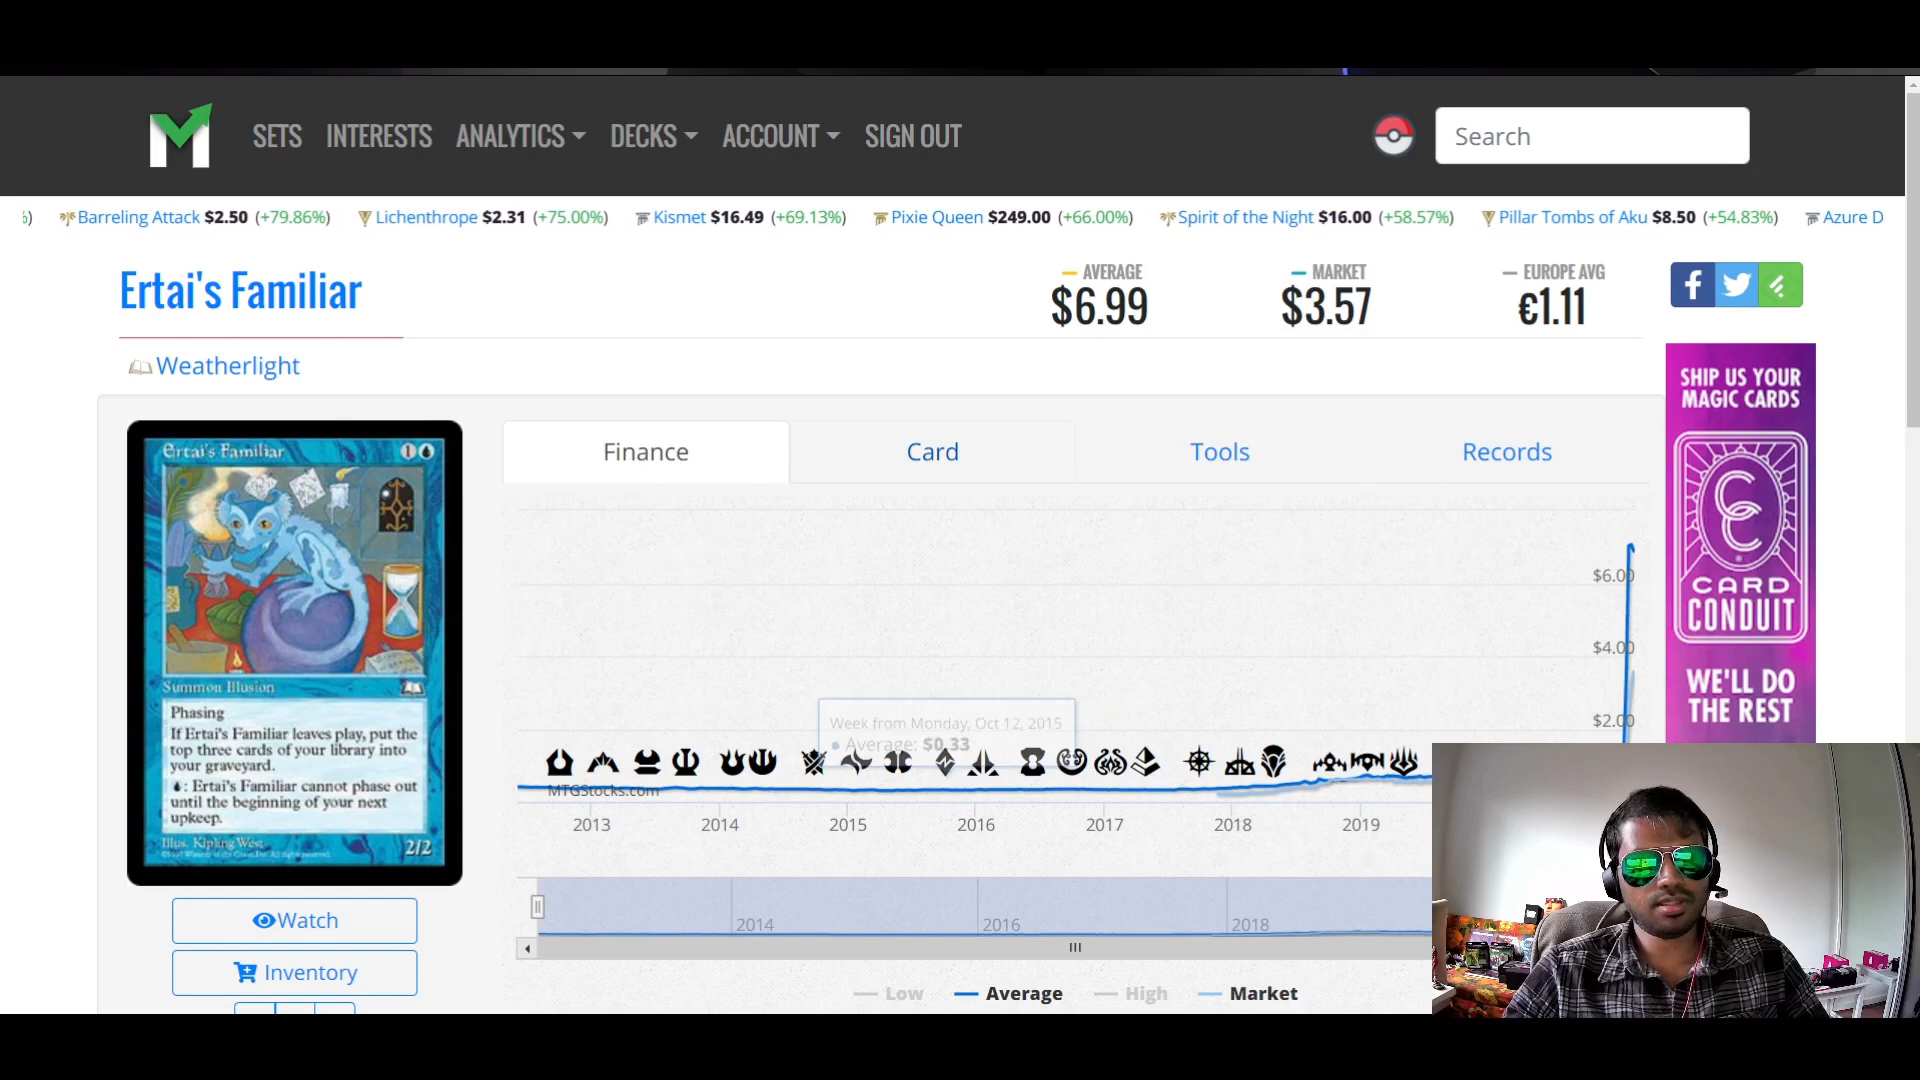 SETS INTERESTS ANALYTICS DECKS ACCOUNT SIGN OUT Search
%) Barreling Attack $2.50 (+79.86%) Lichenthrope $2.31 (+75.00%) Kismet $16.49 (+69.13%) Pixie Queen $249.00 (+66.00%) Spirit of the Night $16.00 (+58.57%) Pillar Tombs of Aku $8.50 (+54.83%) Azure D
Ertai's Familiar
AVERAGE
$6.99
MARKET
$3.57
EUROPE AVG
€1.11
Weatherlight
Ertai's Familiar 1
Summon Illusion
Phasing
If Ertai's Familiar leaves play, put the
top three cards of your library into
your graveyard.
: Ertai's Familiar cannot phase out
until the beginning of your next
upkeep.
Illus. Kipling West
2/2
Watch
Inventory
Finance Card Tools Records
$6.00
$4.00
$2.00
Week from Monday, Oct 12, 2015
Average: $0.33
MTGStocks.com
2013 2014 2015 2016 2017 2018 2019
2014 2016 2018
Low Average High Market
SHIP US YOUR
MAGIC CARDS
CARD
CONDUIT
WE'LL DO
THE REST